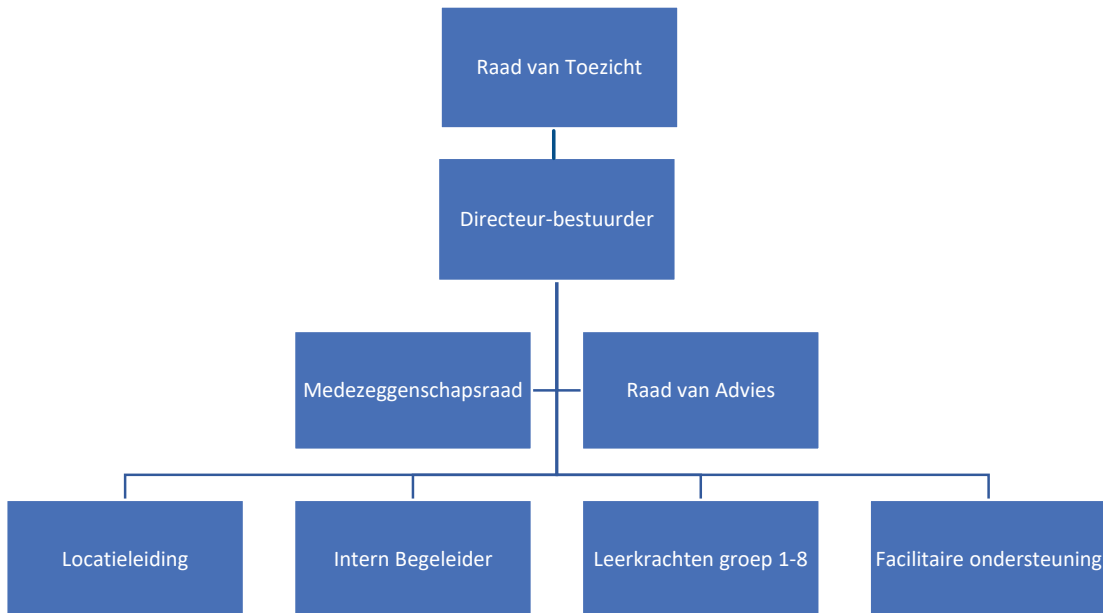 Raad van Toezicht
Directeur-bestuurder
Medezeggenschapsraad
Raad van Advies
Locatieleiding
Intern Begeleider
Leerkrachten groep 1-8
Facilitaire ondersteuning